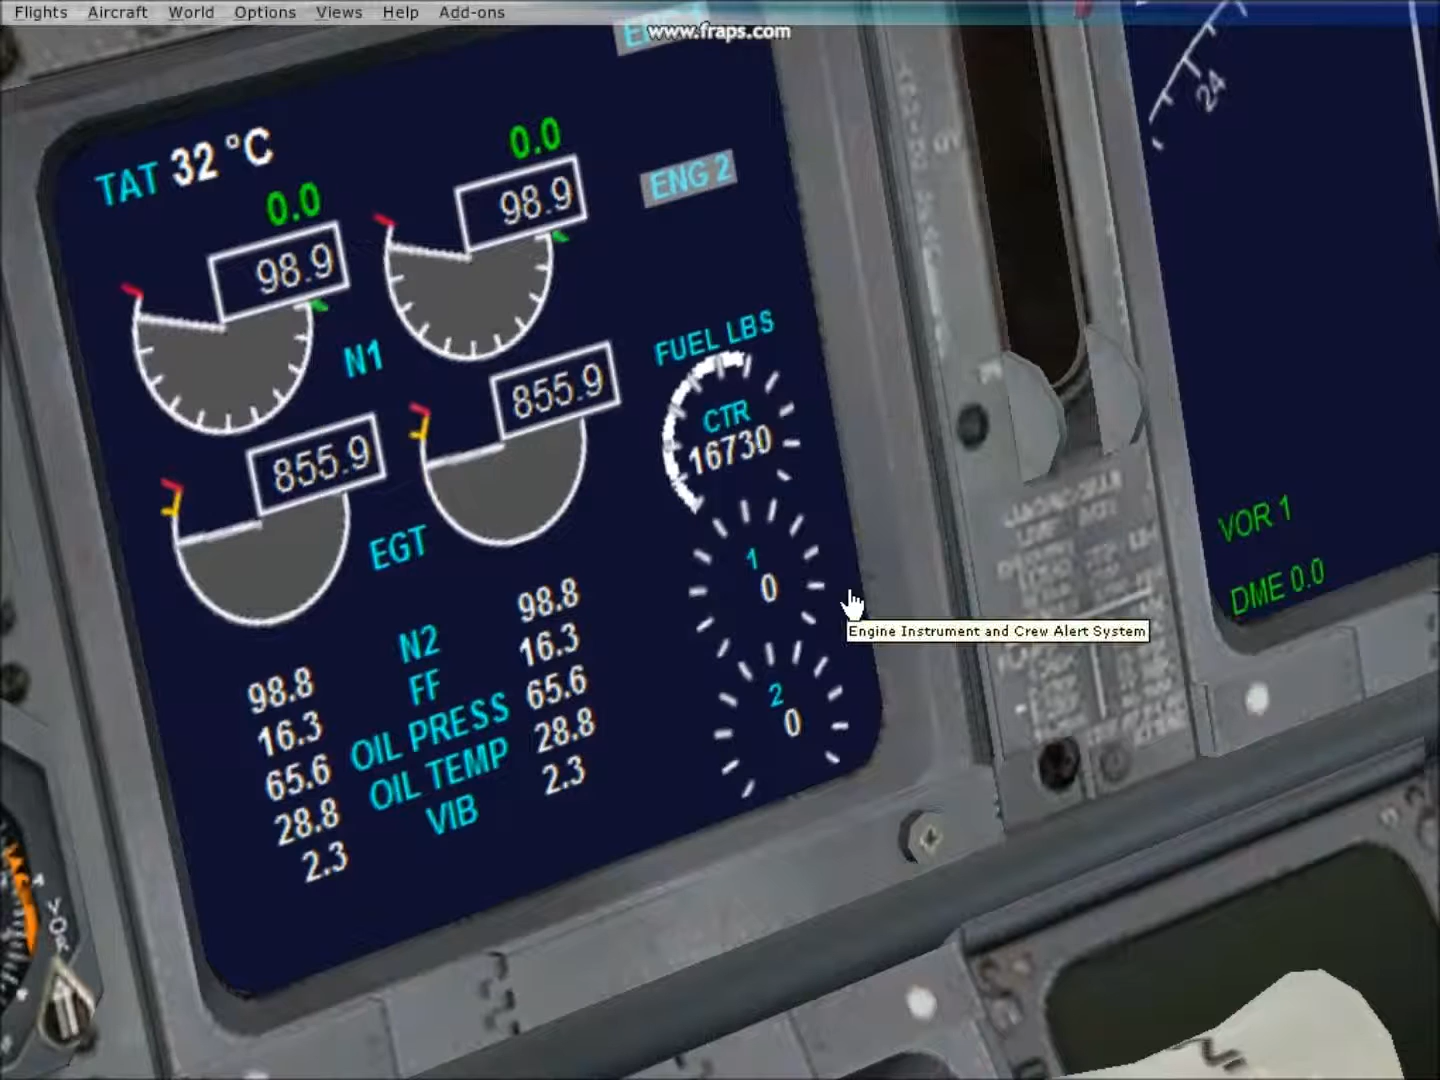 Flights Aircraft World Options Views Help Add-ons
www.fraps.com
TAT 32 °C
0.0
0.0
98.9
98.9
ENG 2
N1
855.9
855.9
EGT
FUEL LBS
CTR
16730
1
0
2
0
98.8 N2 98.8
16.3 FF 16.3
65.6 OIL PRESS 65.6
28.8 OIL TEMP 28.8
2.3 VIB 2.3
Engine Instrument and Crew Alert System
24
VOR 1
DME 0.0
VOR